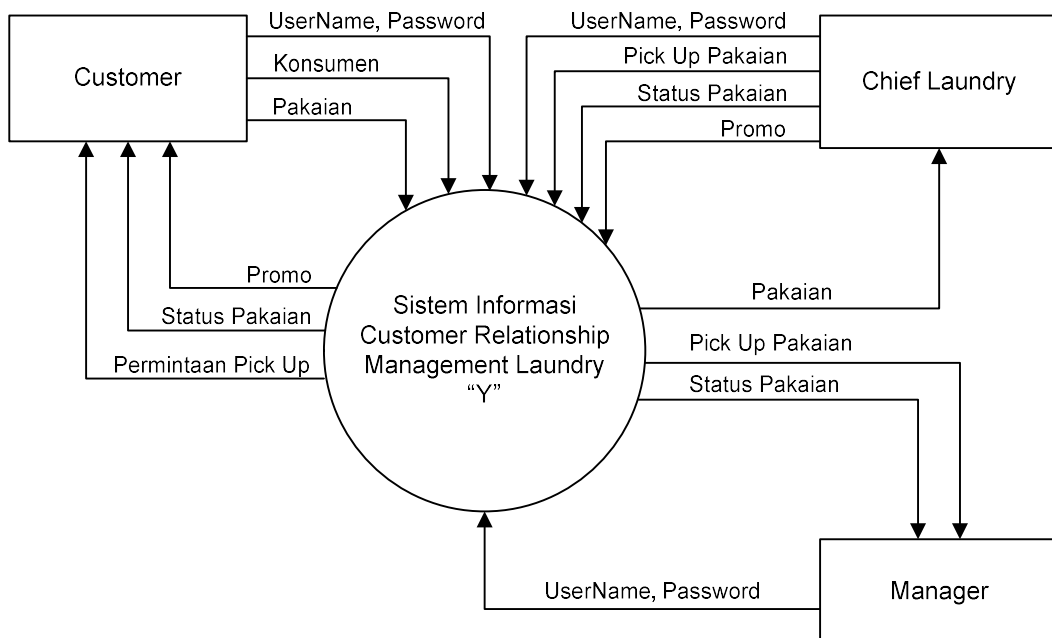 UserName, Password
Konsumen
Pakaian
Customer
UserName, Password
Pick Up Pakaian
Status Pakaian
Promo
Chief Laundry
Promo
Status Pakaian
Permintaan Pick Up
Sistem Informasi
Customer Relationship
Management Laundry
“Y”
Pakaian
Pick Up Pakaian
Status Pakaian
UserName, Password
Manager